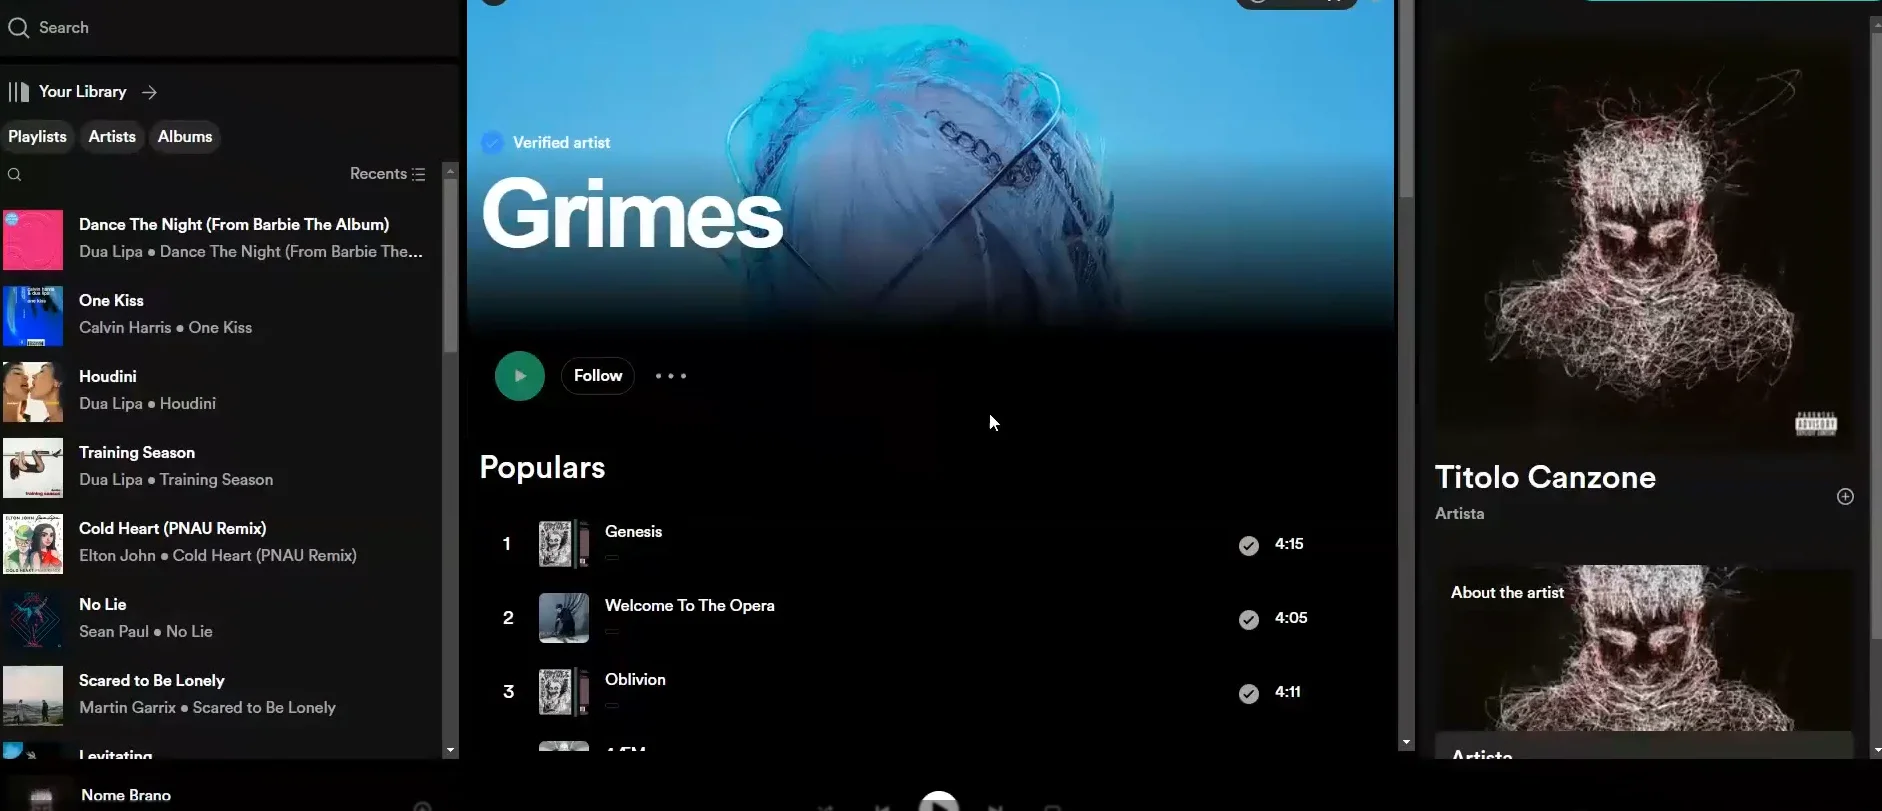 Search
Your Library
Playlists Artists Albums
Recents
Dance The Night (From Barbie The Album)
Dua Lipa • Dance The Night (From Barbie The...
One Kiss
Calvin Harris • One Kiss
Houdini
Dua Lipa • Houdini
Training Season
Dua Lipa • Training Season
Cold Heart (PNAU Remix)
Elton John • Cold Heart (PNAU Remix)
No Lie
Sean Paul • No Lie
Scared to Be Lonely
Martin Garrix • Scared to Be Lonely
Levitating
Nome Brano
Verified artist
Grimes
Follow
Populars
1 Genesis 4:15
2 Welcome To The Opera 4:05
3 Oblivion 4:11
PARENTAL
ADVISORY
EXPLICIT CONTENT
Titolo Canzone
Artista
About the artist
Artista